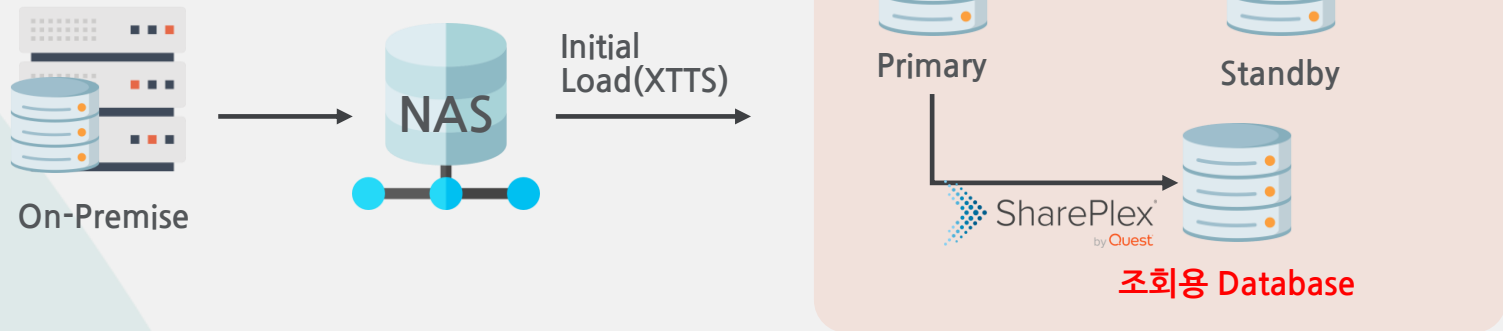 On-Premise
NAS
Initial
Load(XTTS)
Primary
Standby
SharePlex
by Quest
조회용 Database